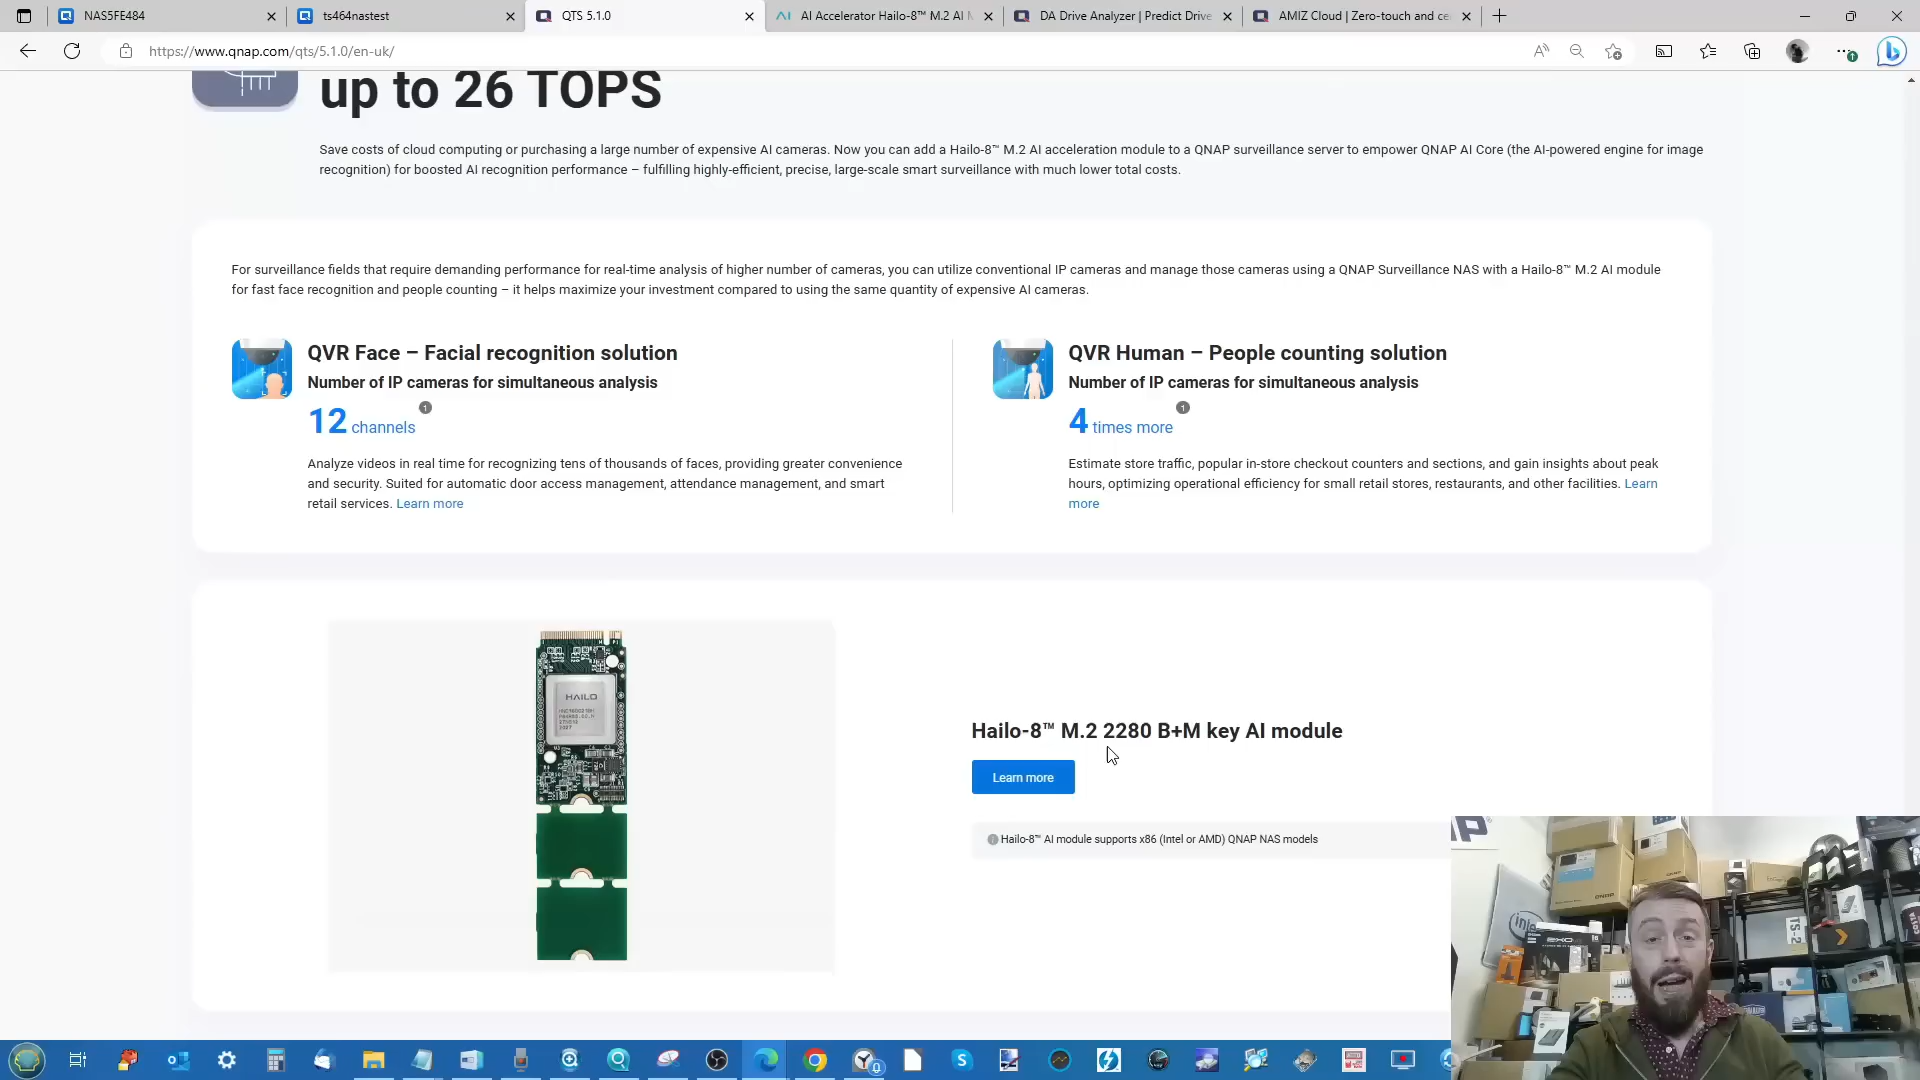 NAS5FE484
ts464nastest
QTS 5.1.0
AI Accelerator Hailo-8™ M.2 AI M
DA Drive Analyzer | Predict Drive
AMIZ Cloud | Zero-touch and ce
https://www.qnap.com/qts/5.1.0/en-uk/
up to 26 TOPS
Save costs of cloud computing or purchasing a large number of expensive AI cameras. Now you can add a Hailo-8™ M.2 AI acceleration module to a QNAP surveillance server to empower QNAP AI Core (the AI-powered engine for image
recognition) for boosted AI recognition performance – fulfilling highly-efficient, precise, large-scale smart surveillance with much lower total costs.
For surveillance fields that require demanding performance for real-time analysis of higher number of cameras, you can utilize conventional IP cameras and manage those cameras using a QNAP Surveillance NAS with a Hailo-8™ M.2 AI module
for fast face recognition and people counting – it helps maximize your investment compared to using the same quantity of expensive AI cameras.
QVR Face – Facial recognition solution
Number of IP cameras for simultaneous analysis
12 channels 1
Analyze videos in real time for recognizing tens of thousands of faces, providing greater convenience
and security. Suited for automatic door access management, attendance management, and smart
retail services. Learn more
QVR Human – People counting solution
Number of IP cameras for simultaneous analysis
4 times more 1
Estimate store traffic, popular in-store checkout counters and sections, and gain insights about peak
hours, optimizing operational efficiency for small retail stores, restaurants, and other facilities. Learn
more
HAILO
Hailo-8™ M.2 2280 B+M key AI module
Learn more
Hailo-8™ AI module supports x86 (Intel or AMD) QNAP NAS models
intel
TS-2